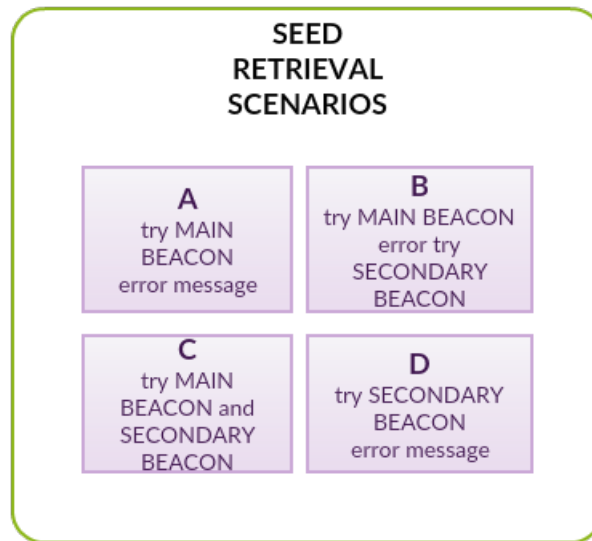 SEED
RETRIEVAL
SCENARIOS
A
try MAIN
BEACON
error message
B
try MAIN BEACON
error try
SECONDARY
BEACON
C
try MAIN
BEACON and
SECONDARY
BEACON
D
try SECONDARY
BEACON
error message